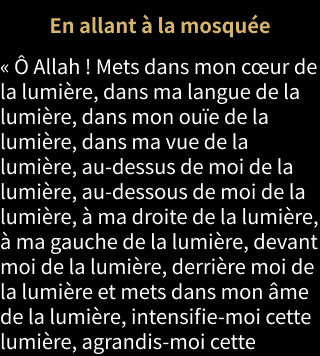 En allant à la mosquée
« Ô Allah ! Mets dans mon cœur de
la lumière, dans ma langue de la
lumière, dans mon ouïe de la
lumière, dans ma vue de la
lumière, au-dessus de moi de la
lumière, au-dessous de moi de la
lumière, à ma droite de la lumière,
à ma gauche de la lumière, devant
moi de la lumière, derrière moi de
la lumière et mets dans mon âme
de la lumière, intensifie-moi cette
lumière, agrandis-moi cette